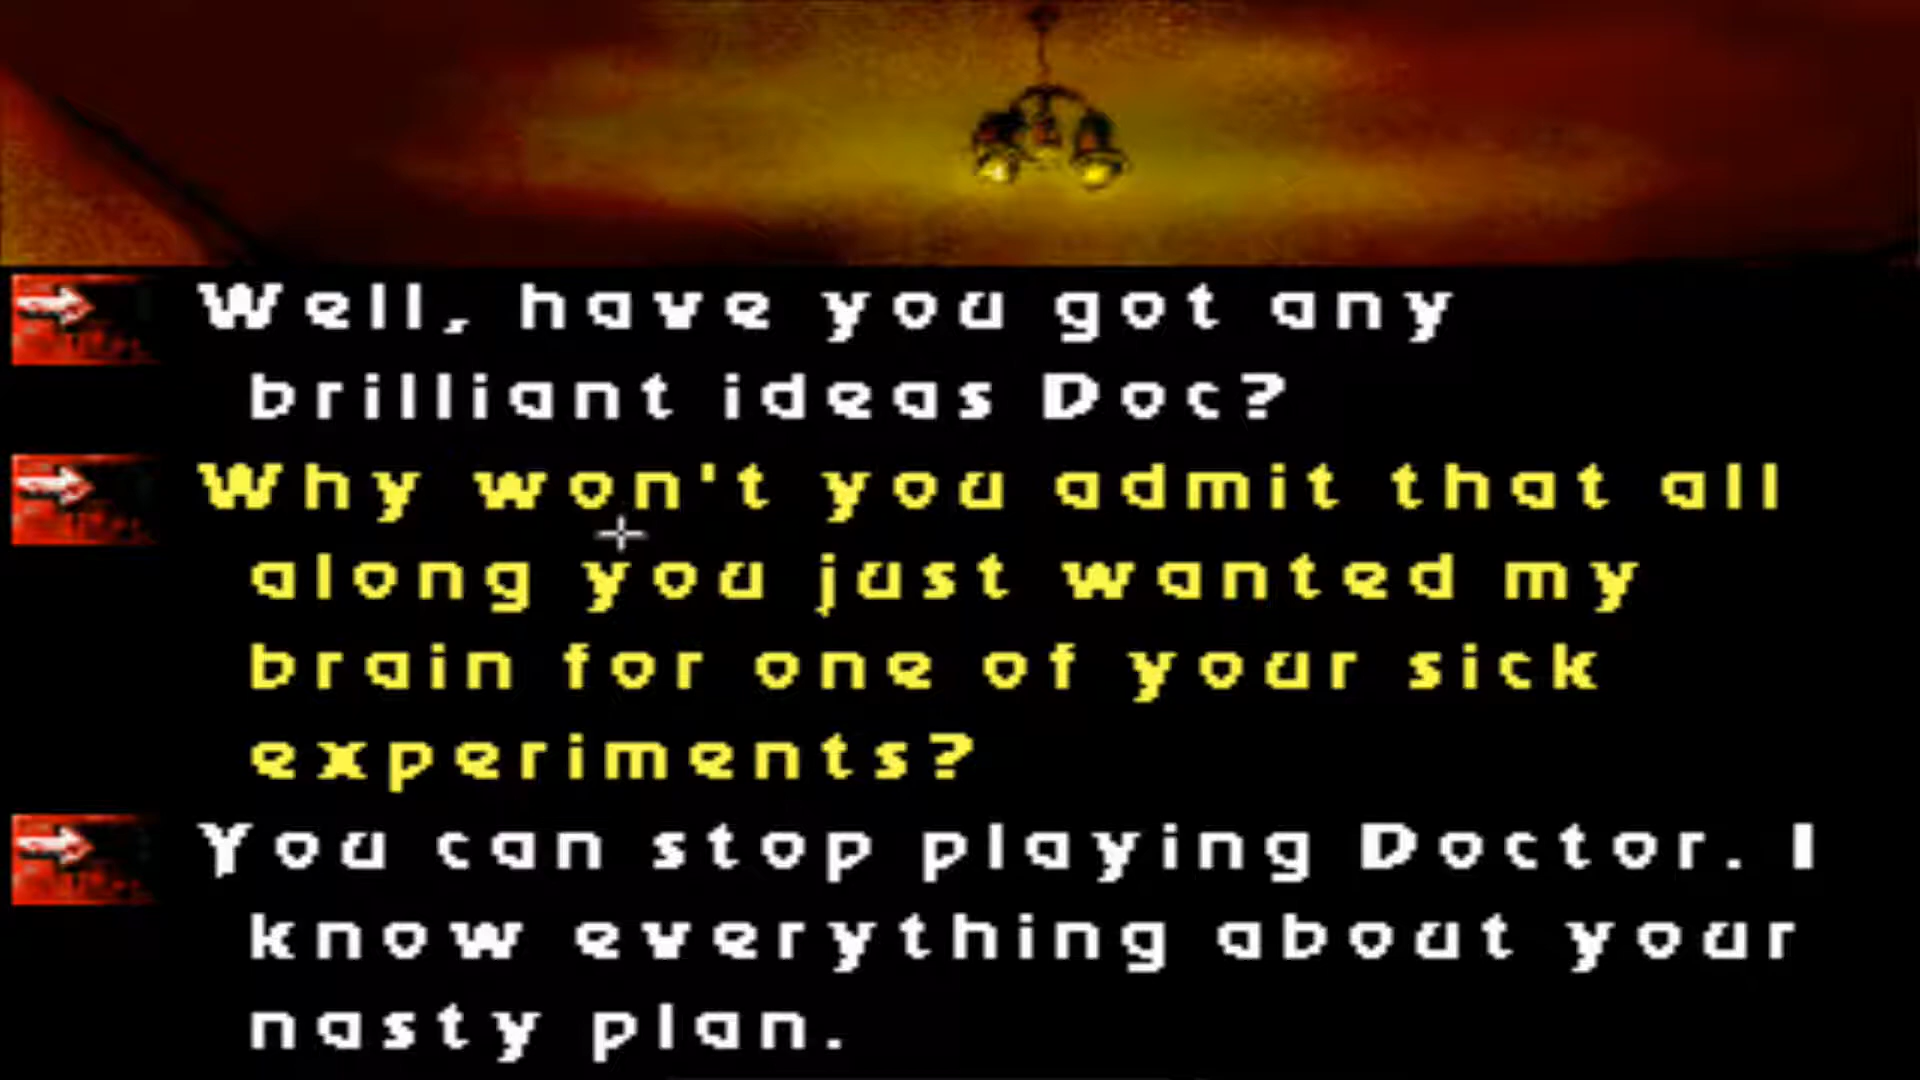 Well, have you got any
brilliant ideas Doc?
Why won't you admit that all
along you just wanted my
brain for one of your sick
experiments?
You can stop playing Doctor. I
know everything about your
nasty plan.